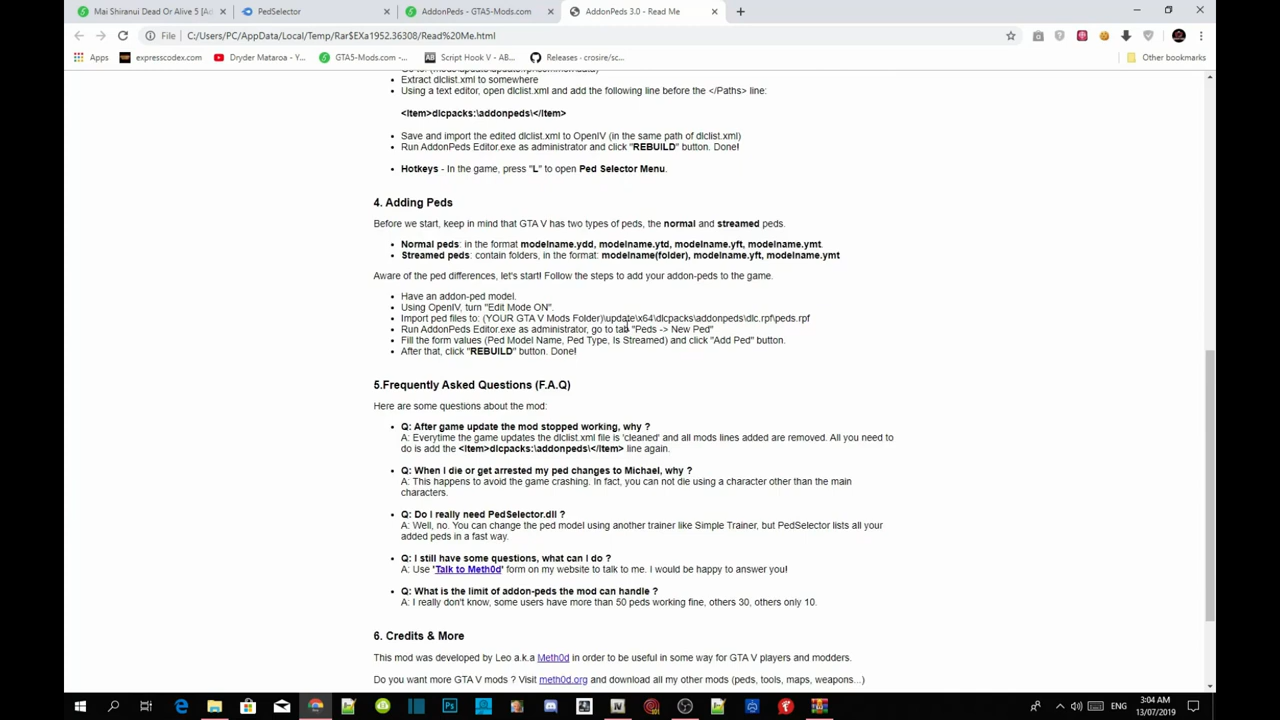 Mai Shiranui Dead Or Alive 5 [Ad
PedSelector
AddonPeds - GTA5-Mods.com
AddonPeds 3.0 - Read Me
File | C:/Users/PC/AppData/Local/Temp/Rar$EXa1952.36308/Read%20Me.html
Apps
expresscodex.com
Dryder Mataroa - Y...
GTA5-Mods.com -...
Script Hook V - AB...
Releases · crosire/sc...
Other bookmarks
Extract dlclist.xml to somewhere
Using a text editor, open dlclist.xml and add the following line before the </Paths> line:
<Item>dlcpacks:\addonpeds\</Item>
Save and import the edited dlclist.xml to OpenIV (in the same path of dlclist.xml)
Run AddonPeds Editor.exe as administrator and click "REBUILD" button. Done!
Hotkeys - In the game, press "L" to open Ped Selector Menu.
4. Adding Peds
Before we start, keep in mind that GTA V has two types of peds, the normal and streamed peds.
Normal peds: in the format modelname.ydd, modelname.ytd, modelname.yft, modelname.ymt.
Streamed peds: contain folders, in the format: modelname(folder), modelname.yft, modelname.ymt
Aware of the ped differences, let's start! Follow the steps to add your addon-peds to the game.
Have an addon-ped model.
Using OpenIV, turn "Edit Mode ON".
Import ped files to: (YOUR GTA V Mods Folder)\update\x64\dlcpacks\addonpeds\dlc.rpf\peds.rpf
Run AddonPeds Editor.exe as administrator, go to tab "Peds -> New Ped"
Fill the form values (Ped Model Name, Ped Type, Is Streamed) and click "Add Ped" button.
After that, click "REBUILD" button. Done!
5.Frequently Asked Questions (F.A.Q)
Here are some questions about the mod:
Q: After game update the mod stopped working, why ?
A: Everytime the game updates the dlclist.xml file is 'cleaned' and all mods lines added are removed. All you need to
do is add the <Item>dlcpacks:\addonpeds\</Item> line again.
Q: When I die or get arrested my ped changes to Michael, why ?
A: This happens to avoid the game crashing. In fact, you can not die using a character other than the main
characters.
Q: Do I really need PedSelector.dll ?
A: Well, no. You can change the ped model using another trainer like Simple Trainer, but PedSelector lists all your
added peds in a fast way.
Q: I still have some questions, what can I do ?
A: Use 'Talk to Meth0d' form on my website to talk to me. I would be happy to answer you!
Q: What is the limit of addon-peds the mod can handle ?
A: I really don't know, some users have more than 50 peds working fine, others 30, others only 10.
6. Credits & More
This mod was developed by Leo a.k.a Meth0d in order to be useful in some way for GTA V players and modders.
Do you want more GTA V mods ? Visit meth0d.org and download all my other mods (peds, tools, maps, weapons...)
ENG
3:04 AM
13/07/2019